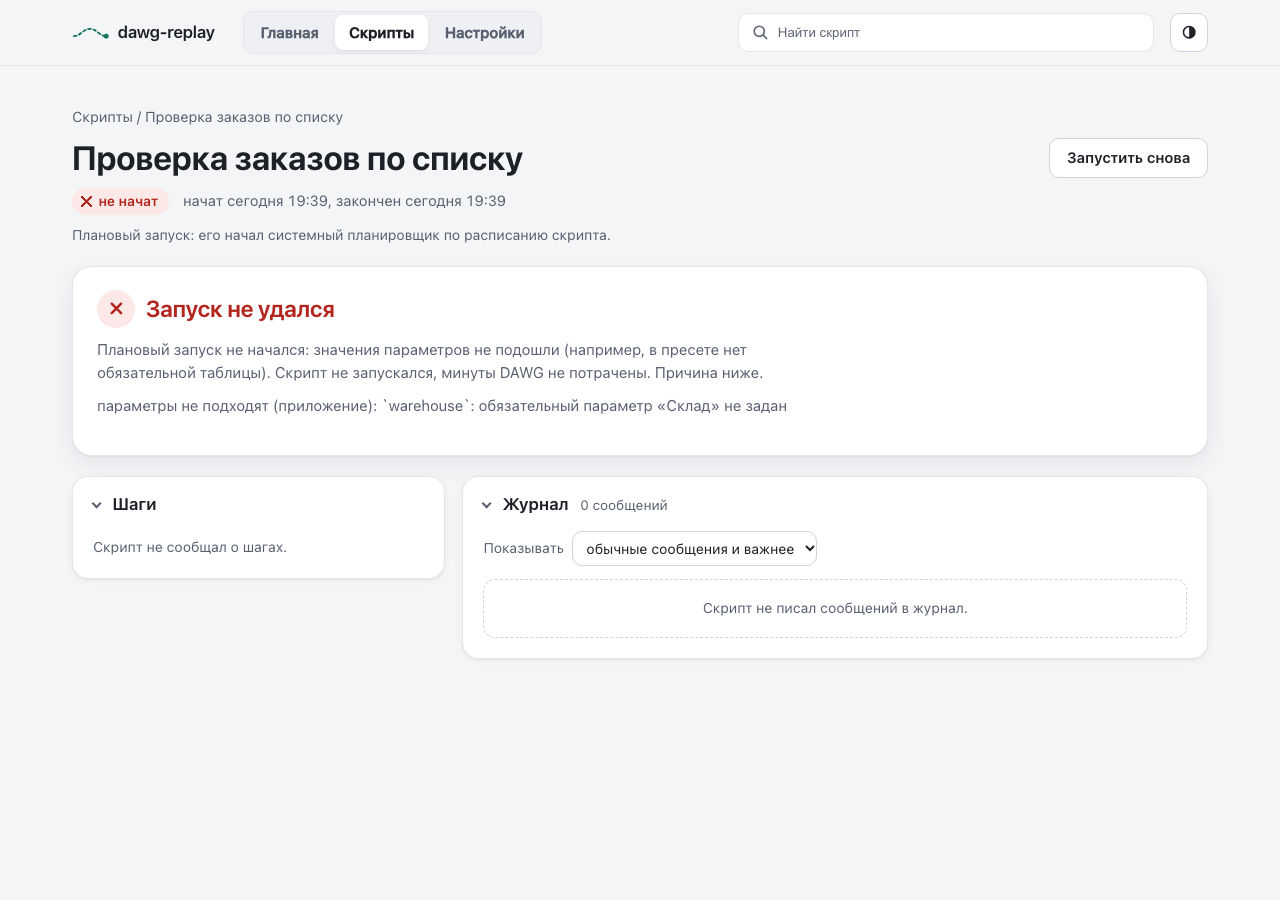 dawg-replay
Главная
Скрипты
Настройки
Найти скрипт
Скрипты / Проверка заказов по списку
Проверка заказов по списку
Запустить снова
не начат
начат сегодня 19:39, закончен сегодня 19:39
Плановый запуск: его начал системный планировщик по расписанию скрипта.
Запуск не удался
Плановый запуск не начался: значения параметров не подошли (например, в пресете нет
обязательной таблицы). Скрипт не запускался, минуты DAWG не потрачены. Причина ниже.
параметры не подходят (приложение): `warehouse`: обязательный параметр «Склад» не задан
Шаги
Скрипт не сообщал о шагах.
Журнал 0 сообщений
Показывать обычные сообщения и важнее
Скрипт не писал сообщений в журнал.